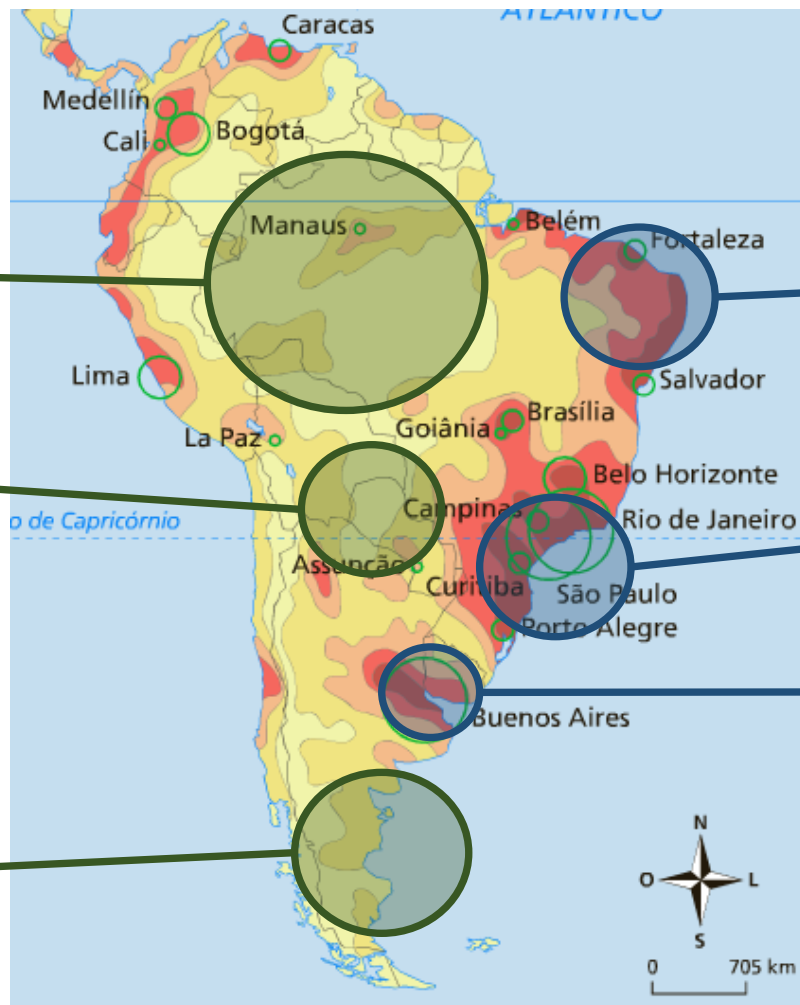 ATLÂNTICO
Caracas
Medellín
Cali
Bogotá
Manaus
Belém
Fortaleza
Lima
Salvador
La Paz
Goiânia
Brasília
Belo Horizonte
Campinas
Rio de Janeiro
o de Capricórnio
Assunção
Curitiba
São Paulo
Porto Alegre
Buenos Aires
N
O
L
S
0 705 km